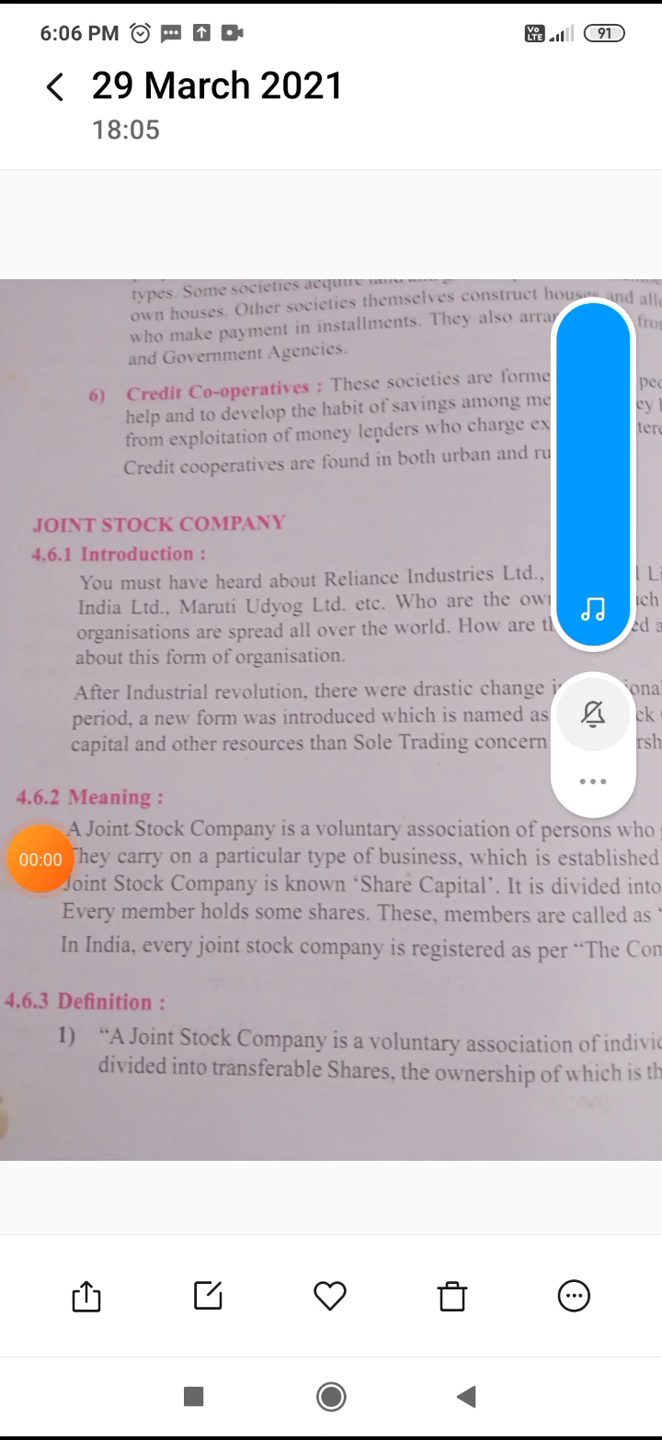 6:06 PM
Vo LTE 91
29 March 2021
18:05
types. Some societies acquire
own houses. Other societies themselves construct houses and
who make payment in installments. They also
and Government Agencies.
6) Credit Co-operatives : These societies are
help and to develop the habit of savings among
from exploitation of money lenders who charge
Credit cooperatives are found in both urban and
JOINT STOCK COMPANY
4.6.1 Introduction :
You must have heard about Reliance Industries Ltd.,
India Ltd., Maruti Udyog Ltd. etc. Who are the
organisations are spread all over the world. How are
about this form of organisation.
After Industrial revolution, there were drastic change
period, a new form was introduced which is named as
capital and other resources than Sole Trading concern
4.6.2 Meaning :
A Joint Stock Company is a voluntary association of persons who
00:00
They carry on a particular type of business, which is established
Joint Stock Company is known ‘Share Capital’. It is divided into
Every member holds some shares. These, members are called as ‘
In India, every joint stock company is registered as per “The
4.6.3 Definition :
1) “A Joint Stock Company is a voluntary association of
divided into transferable Shares, the ownership of which is